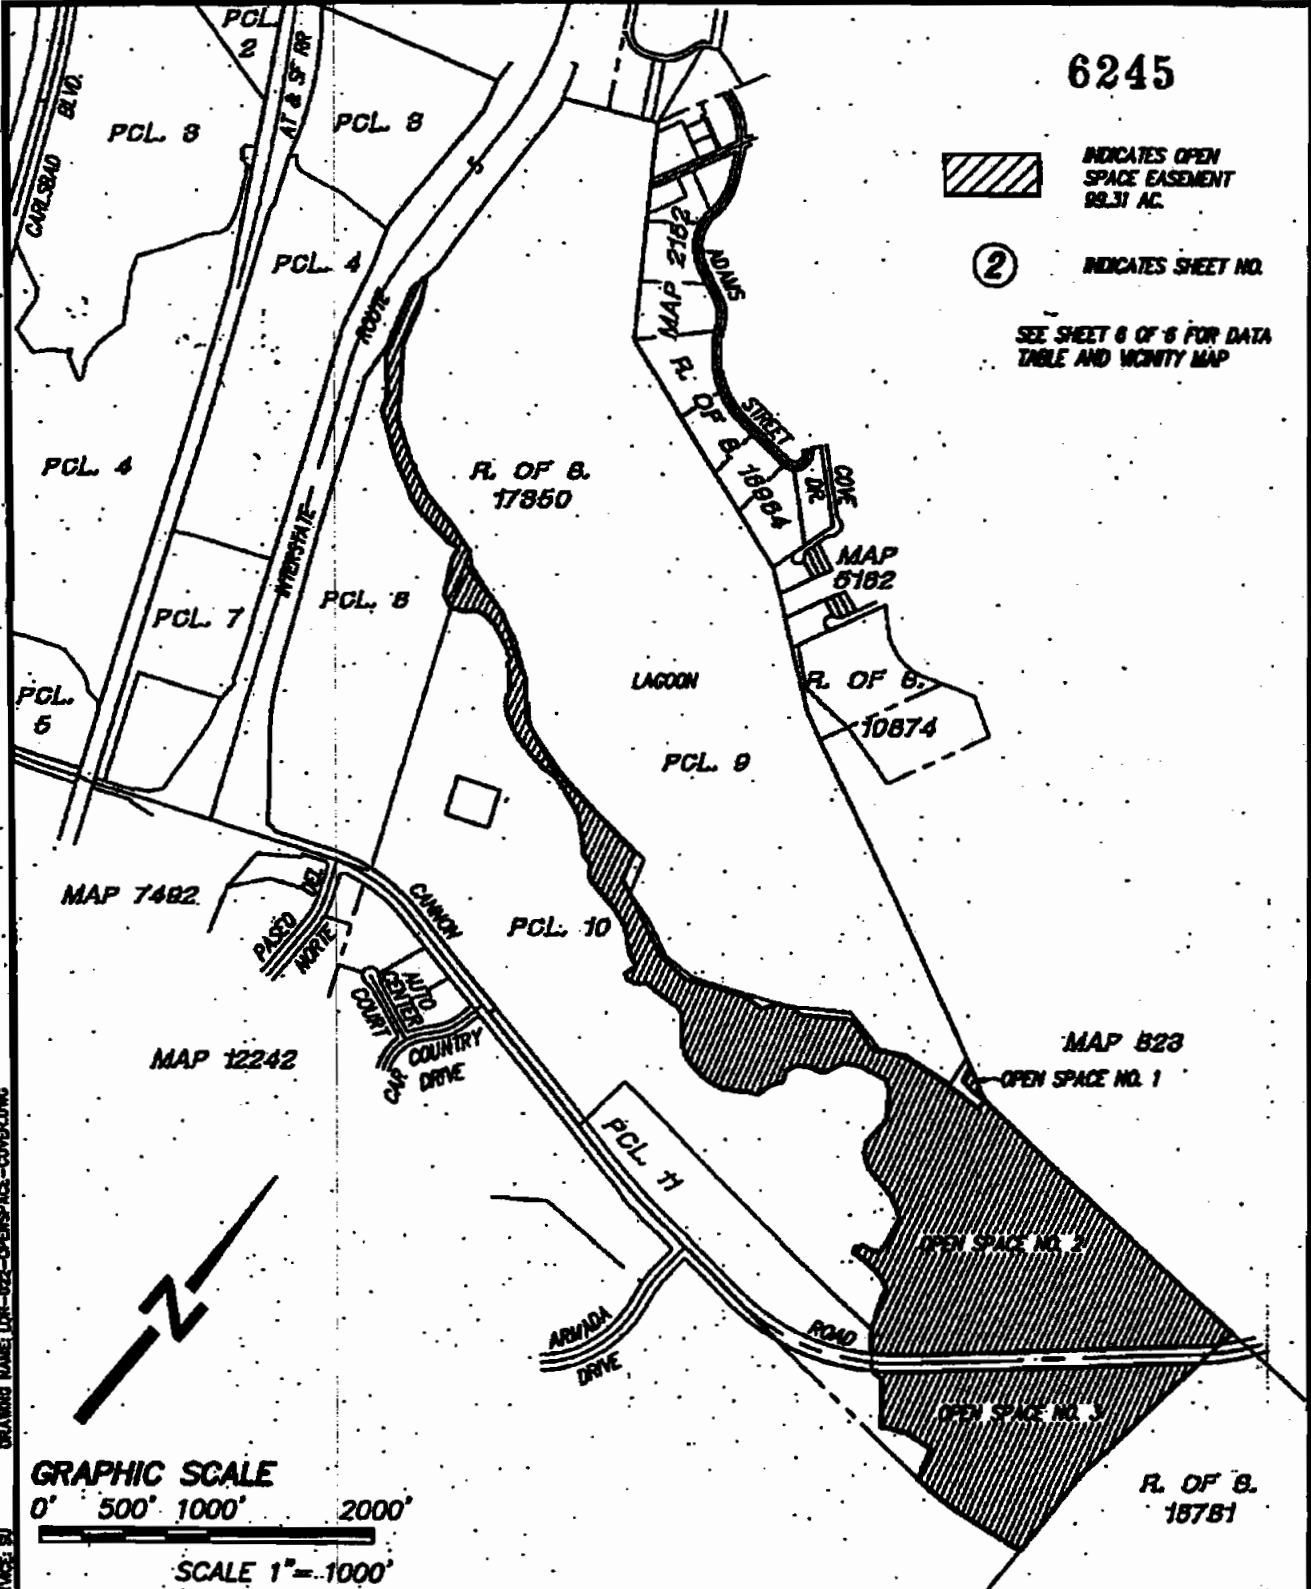 6245
PCL.
2
AT & SF RR
CARLSBAD BLVD.
PCL. 3
PCL. 3
INDICATES OPEN
SPACE EASEMENT
99.31 AC.
2
INDICATES SHEET NO.
SEE SHEET 6 OF 6 FOR DATA
TABLE AND VICINITY MAP
PCL. 4
PCL. 4
INTERSTATE
ROUTE
5
MAP 2152
ADAMS
STREET
R. OF S.
17350
COVE
DR.
MAP
5162
PCL. 7
PCL. 8
PCL.
5
LAGOON
PCL. 9
R. OF S.
10874
MAP 7492
PASEO
DEL
NORTE
CANNON
PCL. 10
AUTO
CENTER
COURT
CAR
COUNTRY
DRIVE
MAP 12242
MAP 823
OPEN SPACE NO. 1
PCL. 11
OPEN SPACE NO. 2
ARMADA
DRIVE
ROAD
OPEN SPACE NO. 3
R. OF S.
N
GRAPHIC SCALE
0' 500' 1000' 2000'
SCALE 1"= 1000'